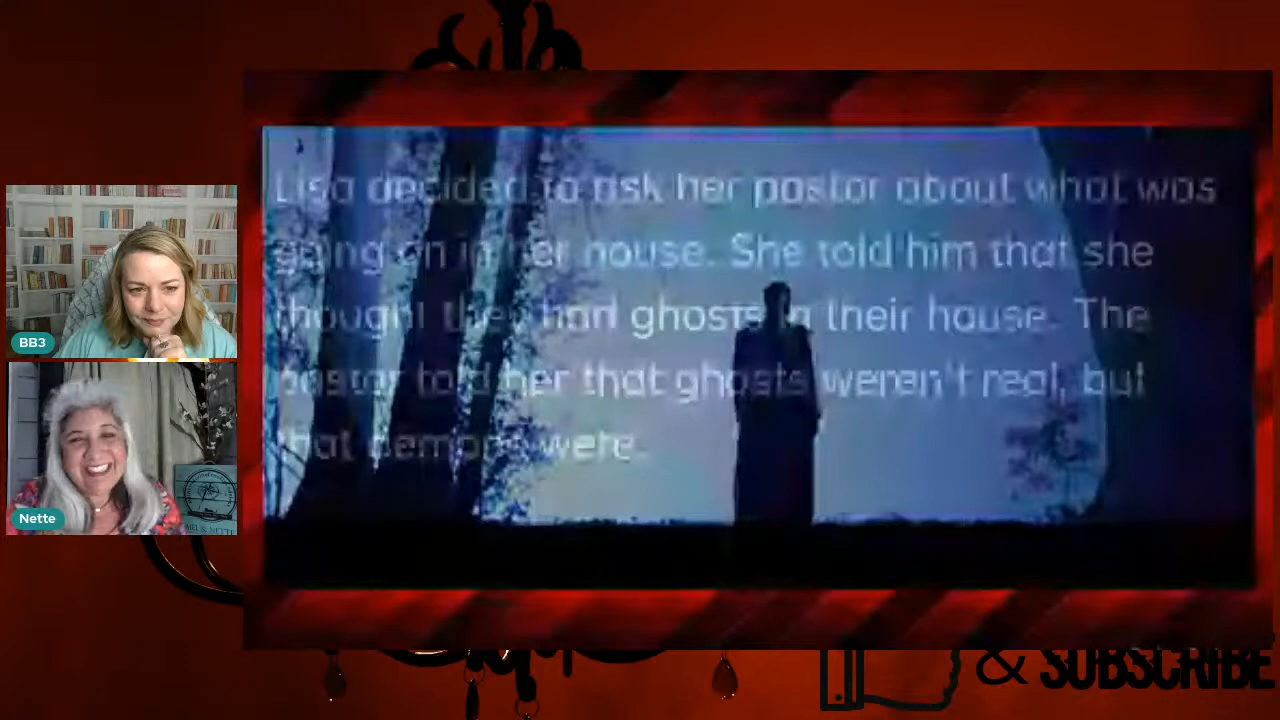 Lisa decided to ask her pastor about what was
going on in her house. She told him that she
thought they had ghosts in their house. The
pastor told her that ghosts weren't real, but
that demons were.
BB3
Nette
& SUBSCRIBE